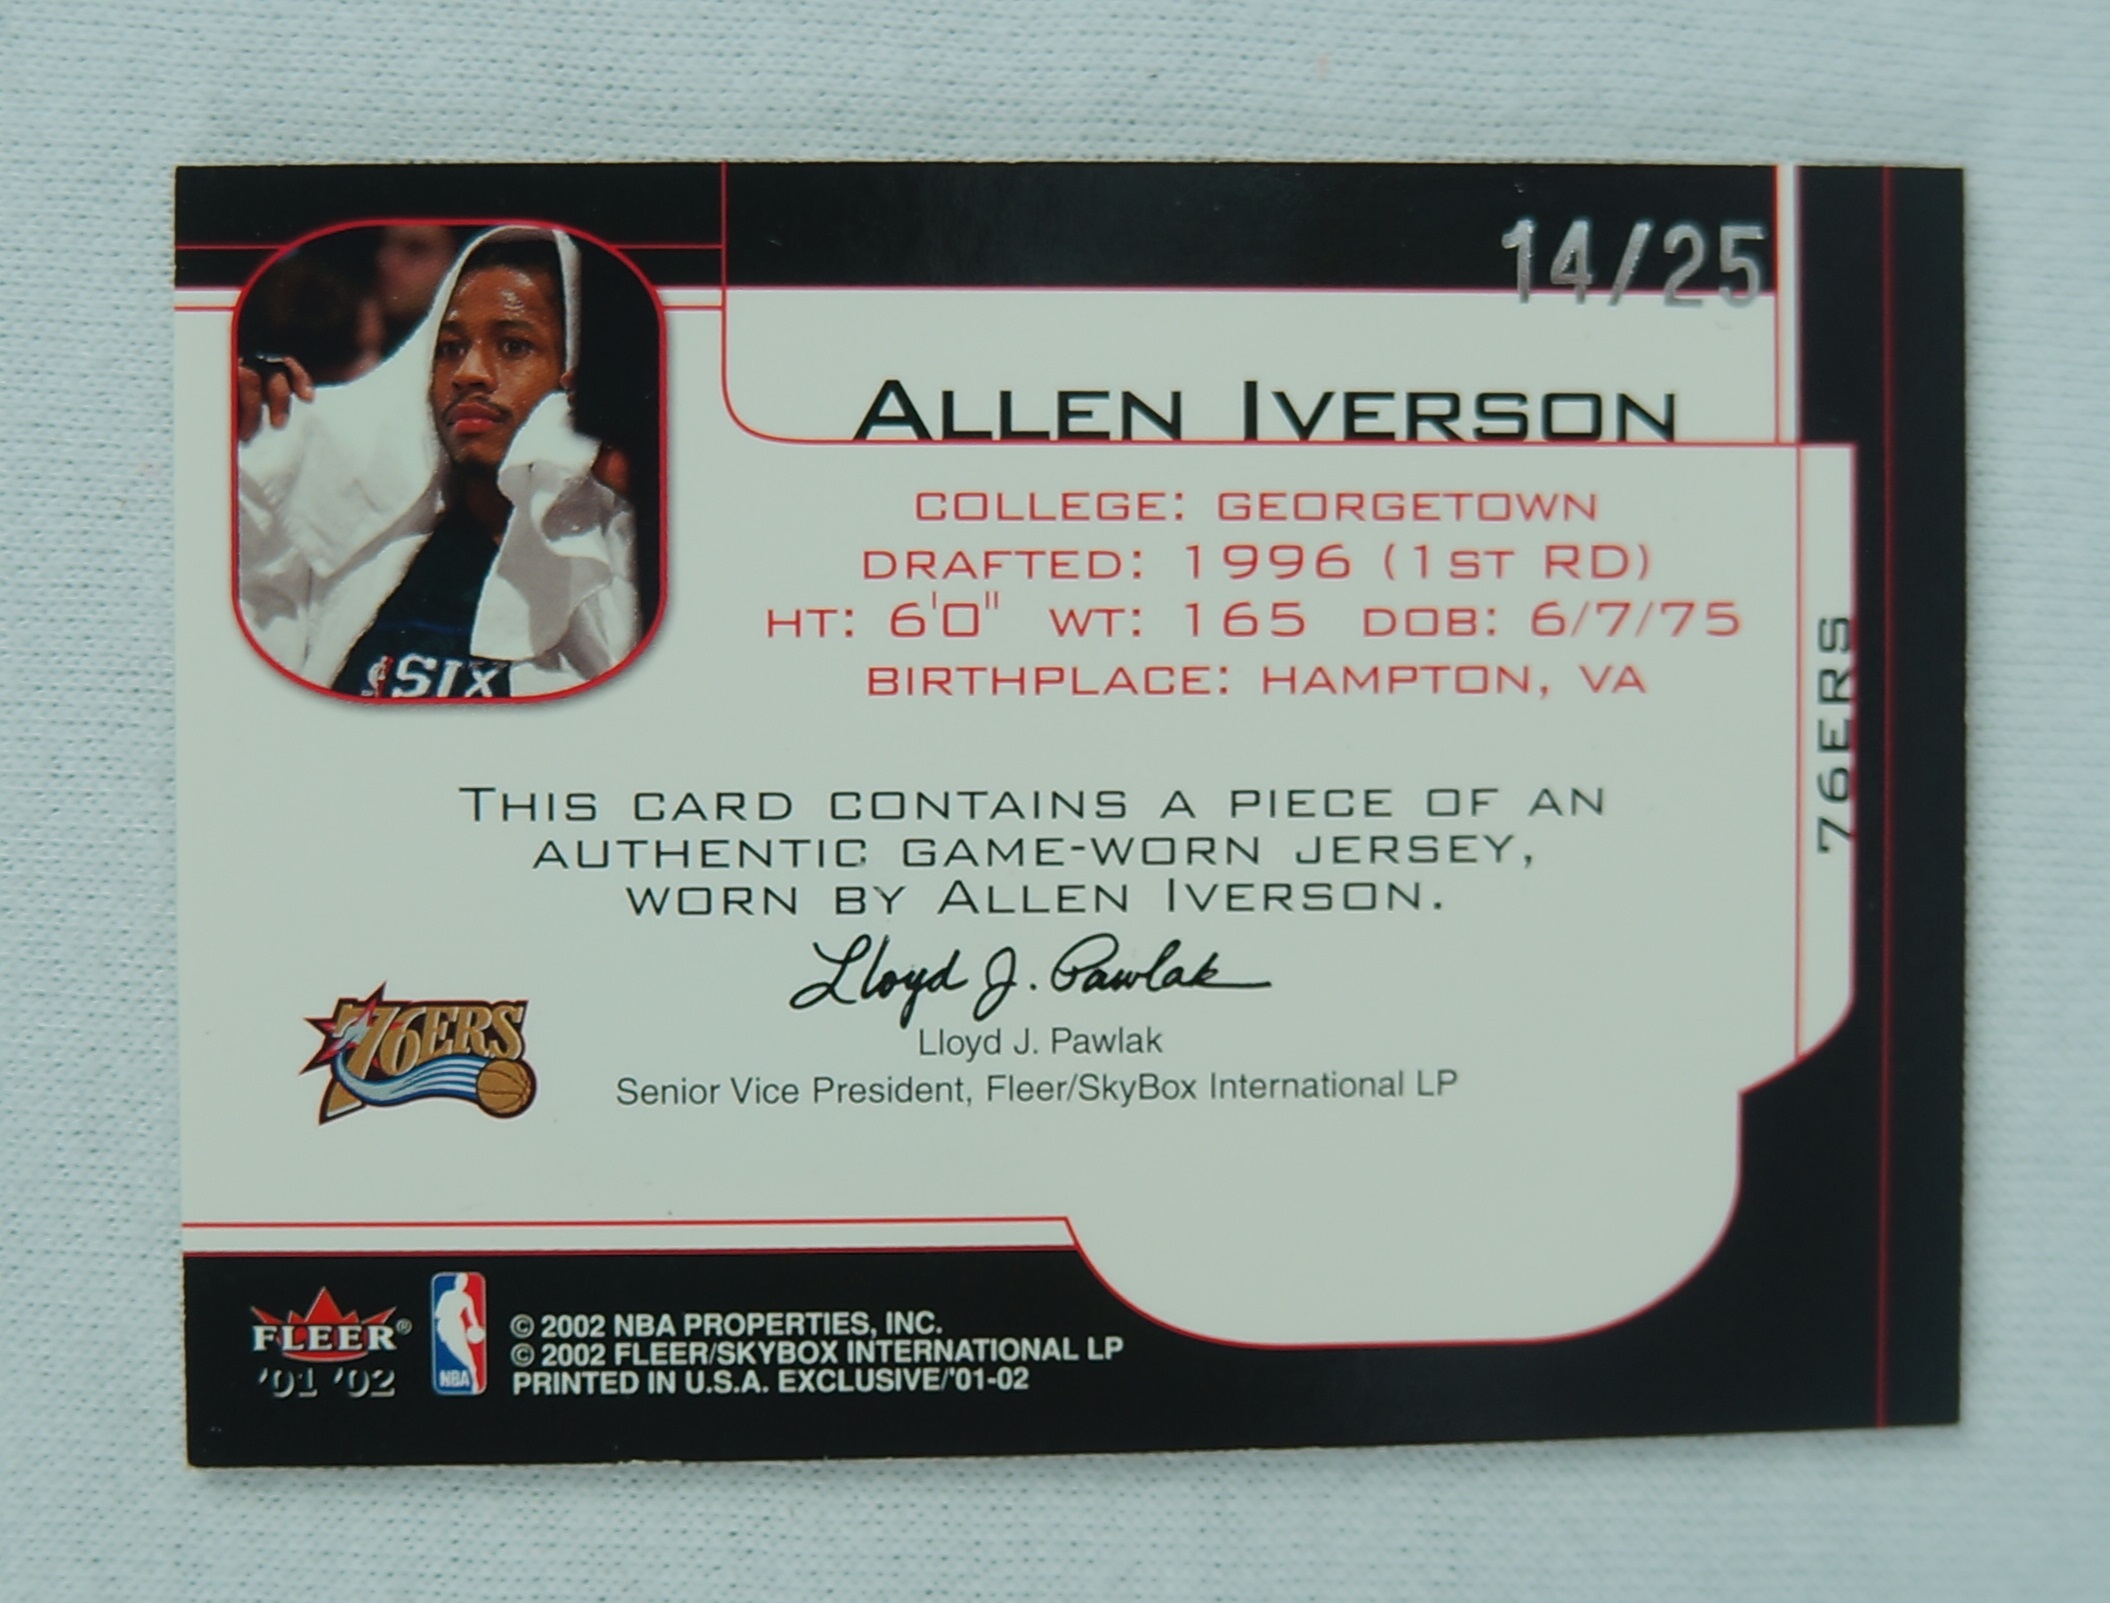 14/25
ALLEN IVERSON
COLLEGE: GEORGETOWN
DRAFTED: 1996 (1ST RD)
HT: 6'0" WT: 165 DOB: 6/7/75
BIRTHPLACE: HAMPTON, VA
76ERS
SIX
THIS CARD CONTAINS A PIECE OF AN
AUTHENTIC GAME-WORN JERSEY,
WORN BY ALLEN IVERSON.
Lloyd J. Pawlak
Lloyd J. Pawlak
Senior Vice President, Fleer/SkyBox International LP
76ERS
FLEER®
'01 '02
NBA
© 2002 NBA PROPERTIES, INC.
© 2002 FLEER/SKYBOX INTERNATIONAL LP
PRINTED IN U.S.A. EXCLUSIVE/'01-02